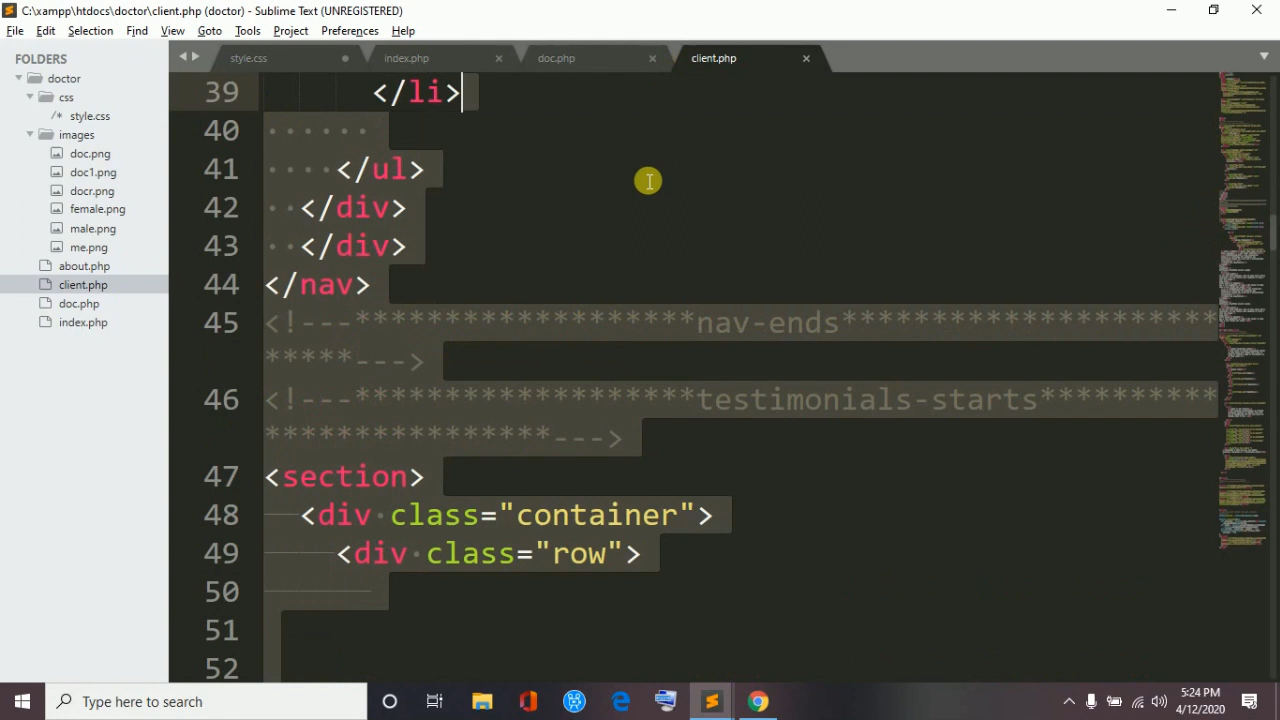 C:\xampp\htdocs\doctor\client.php (doctor) - Sublime Text (UNREGISTERED)
File Edit Selection Find View Goto Tools Project Preferences Help
FOLDERS
doctor
css
style.css
images
doc.png
doc1.png
docr.png
female.png
male.png
me.png
about.php
client.php
doc.php
index.php
style.css index.php doc.php client.php
39 </li>
40
41 </ul>
42 </div>
43 </div>
44 </nav>
45 <!---*******************nav-ends*********************
*****--->
46 <!---*******************testimonials-starts**********
****************--->
47 <section>
48 <div class="container">
49 <div class="row">
50
51
52
Type here to search
5:24 PM
4/12/2020